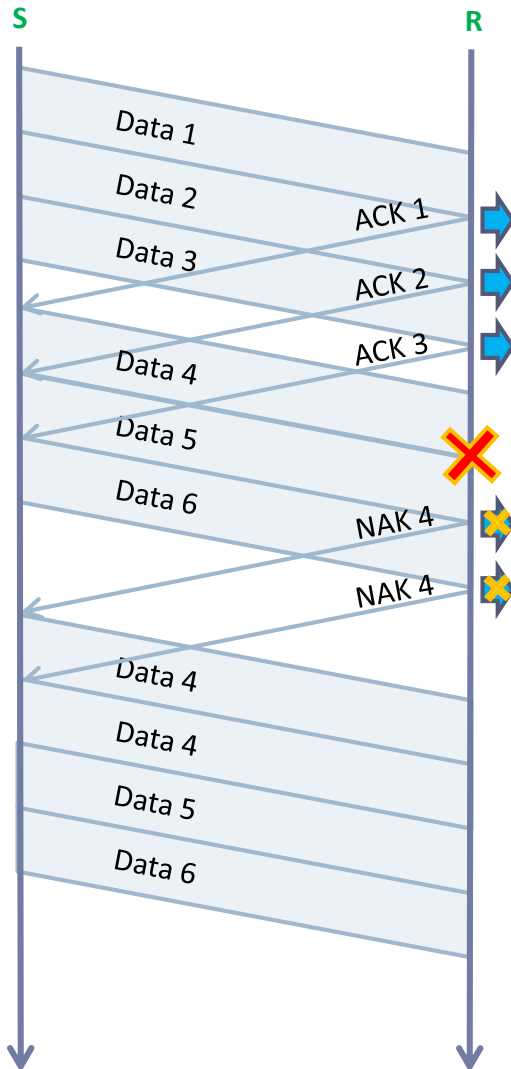 S
R
Data 1
Data 2
ACK 1
Data 3
ACK 2
ACK 3
Data 4
Data 5
Data 6
NAK 4
NAK 4
Data 4
Data 4
Data 5
Data 6